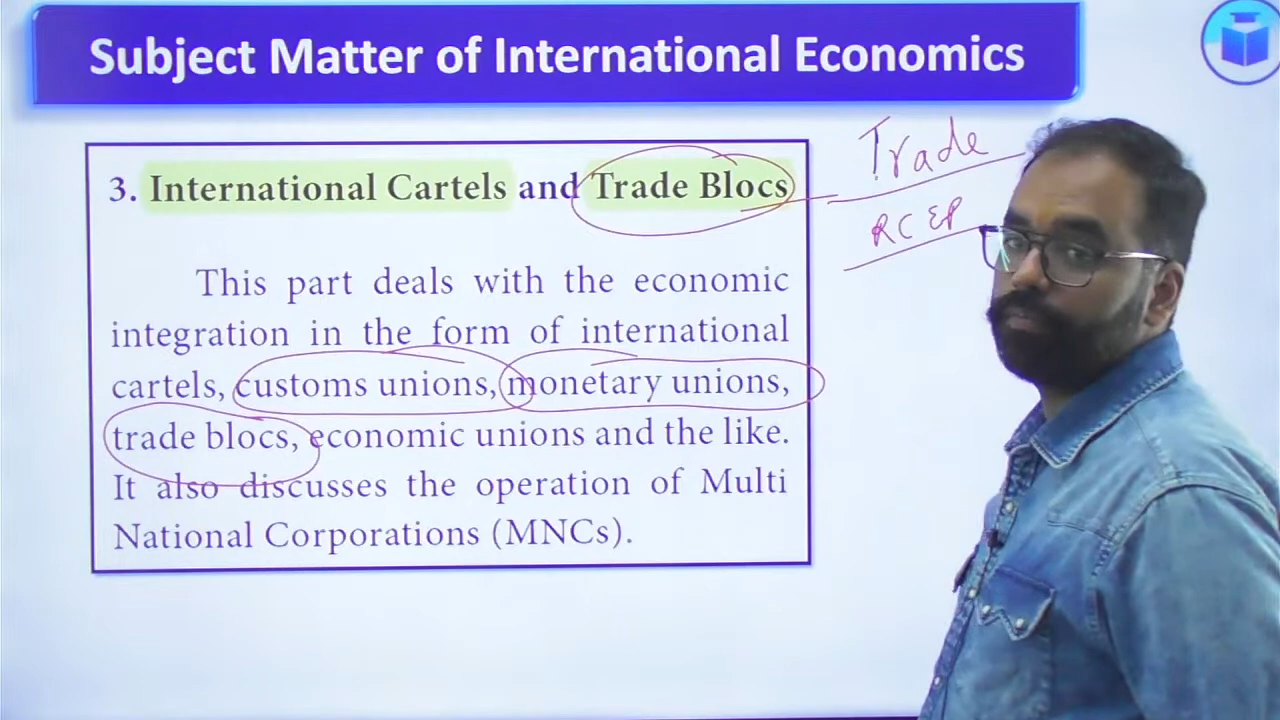 Subject Matter of International Economics
3. International Cartels and Trade Blocs
Trade
RCEP
This part deals with the economic
integration in the form of international
cartels, customs unions, monetary unions,
trade blocs, economic unions and the like.
It also discusses the operation of Multi
National Corporations (MNCs).